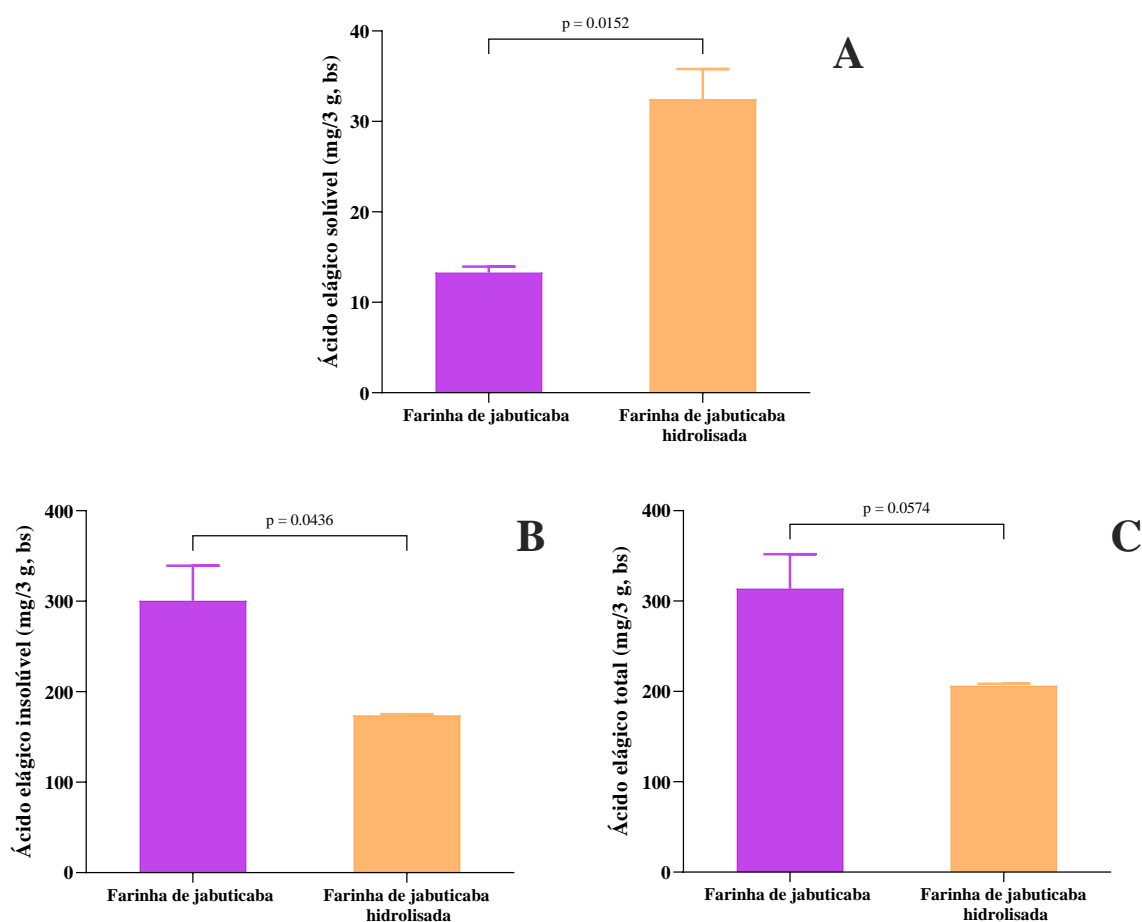 p = 0.0152
A
Ácido elágico solúvel (mg/3 g, bs)
40
30
20
10
0
Farinha de jabuticaba
Farinha de jabuticaba
hidrolisada
p = 0.0436
B
Ácido elágico insolúvel (mg/3 g, bs)
400
300
200
100
0
Farinha de jabuticaba
Farinha de jabuticaba
hidrolisada
p = 0.0574
C
Ácido elágico total (mg/3 g, bs)
400
300
200
100
0
Farinha de jabuticaba
Farinha de jabuticaba
hidrolisada